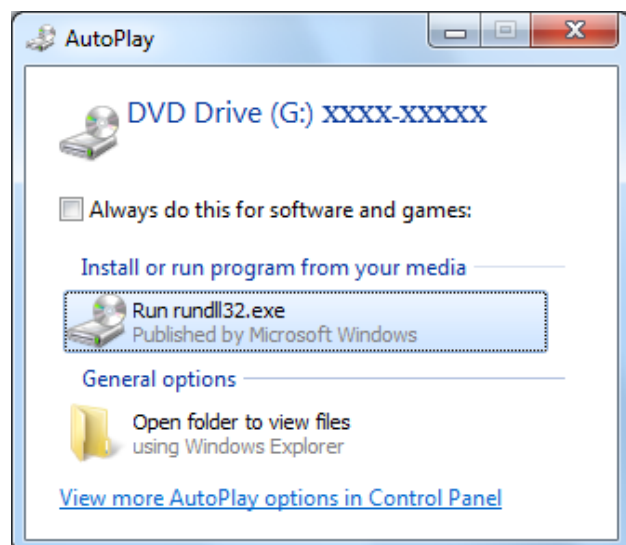 AutoPlay
DVD Drive (G:) XXXX-XXXXX
Always do this for software and games:
Install or run program from your media
Run rundll32.exe
Published by Microsoft Windows
General options
Open folder to view files
using Windows Explorer
View more AutoPlay options in Control Panel